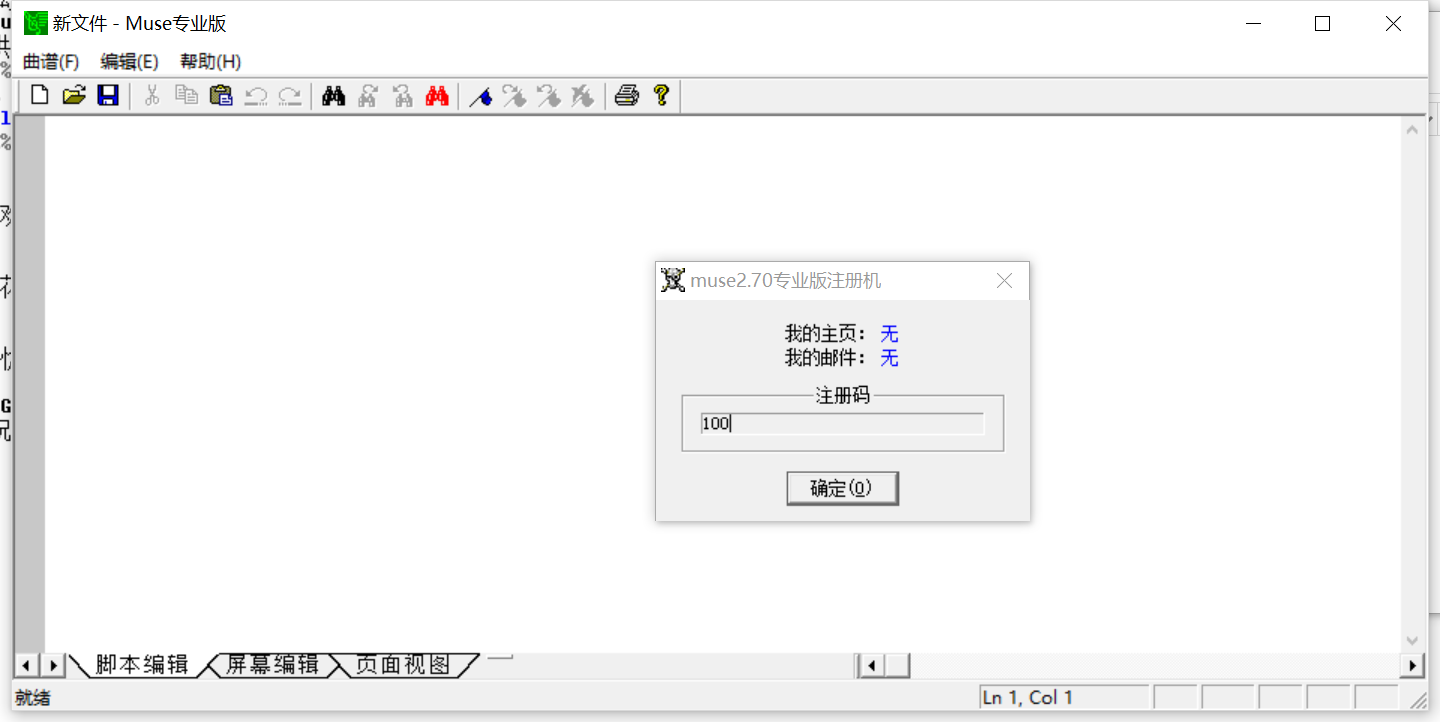 新文件 - Muse专业版
曲谱(F) 编辑(E) 帮助(H)
muse2.70专业版注册机
我的主页： 无
我的邮件： 无
注册码
100
确定(O)
脚本编辑 屏幕编辑 页面视图
就绪 Ln 1, Col 1